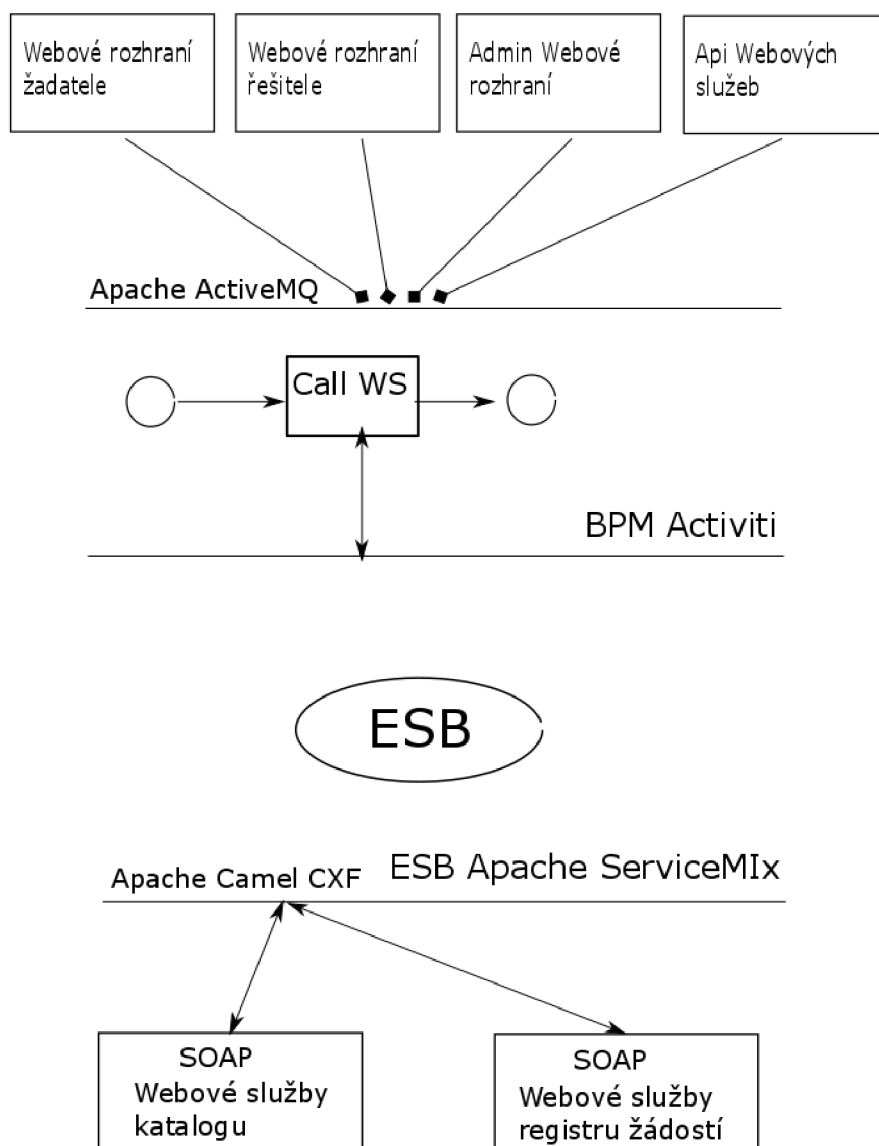 Webové rozhraní
žadatele
Webové rozhraní
řešitele
Admin Webové
rozhraní
Api Webových
služeb
Apache ActiveMQ
Call WS
BPM Activiti
ESB
Apache Camel CXF
ESB Apache ServiceMIx
SOAP
Webové služby
katalogu
SOAP
Webové služby
registru žádostí